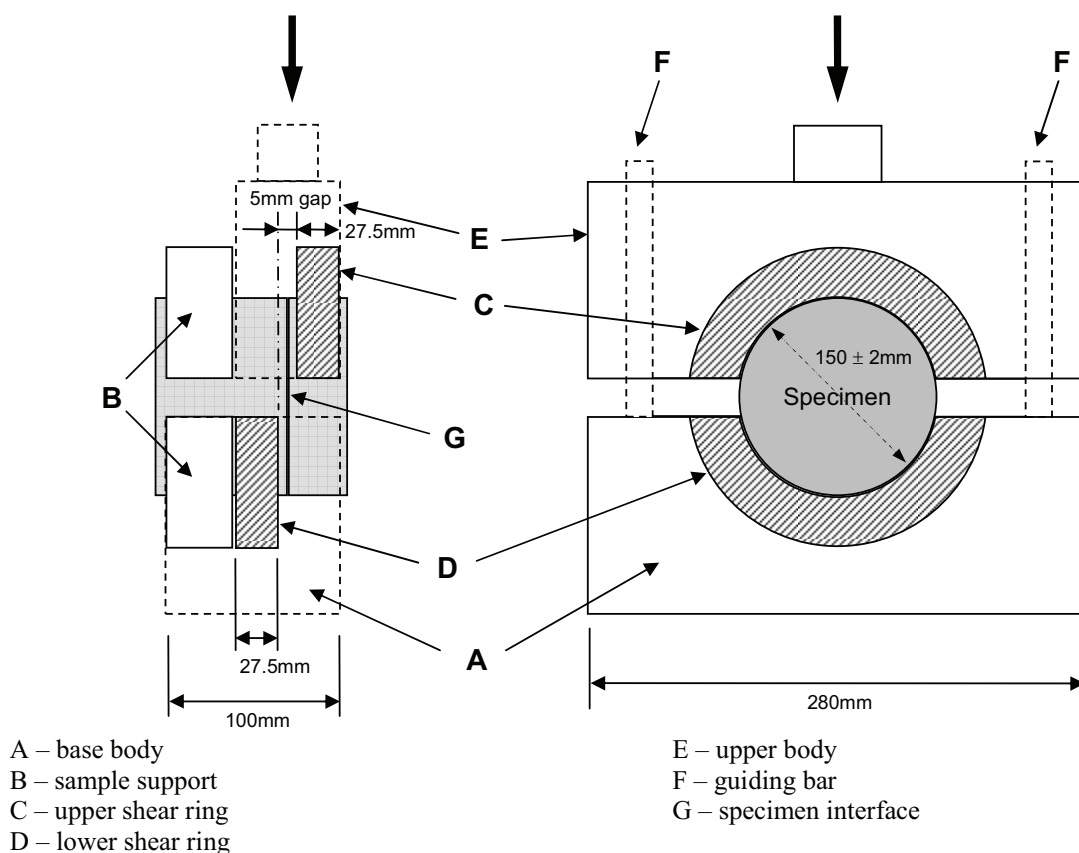 F
F
5mm gap
27.5mm
E
C
150 ± 2mm
B
Specimen
G
D
A
27.5mm
100mm
280mm
A – base body
B – sample support
C – upper shear ring
D – lower shear ring
E – upper body
F – guiding bar
G – specimen interface